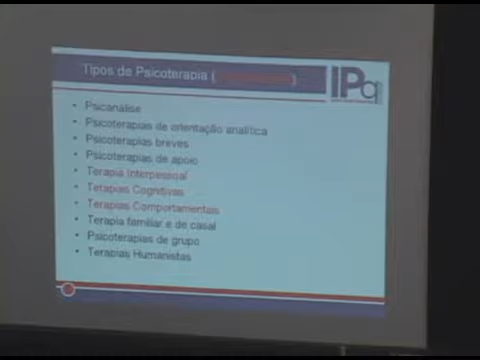 Tipos de Psicoterapia (
IPq
• Psicanálise
• Psicoterapias de orientação analítica
• Psicoterapias breves
• Psicoterapias de apoio
• Terapia Interpessoal
• Terapias Cognitivas
• Terapias Comportamentais
• Terapia familiar e de casal
• Psicoterapias de grupo
• Terapias Humanistas